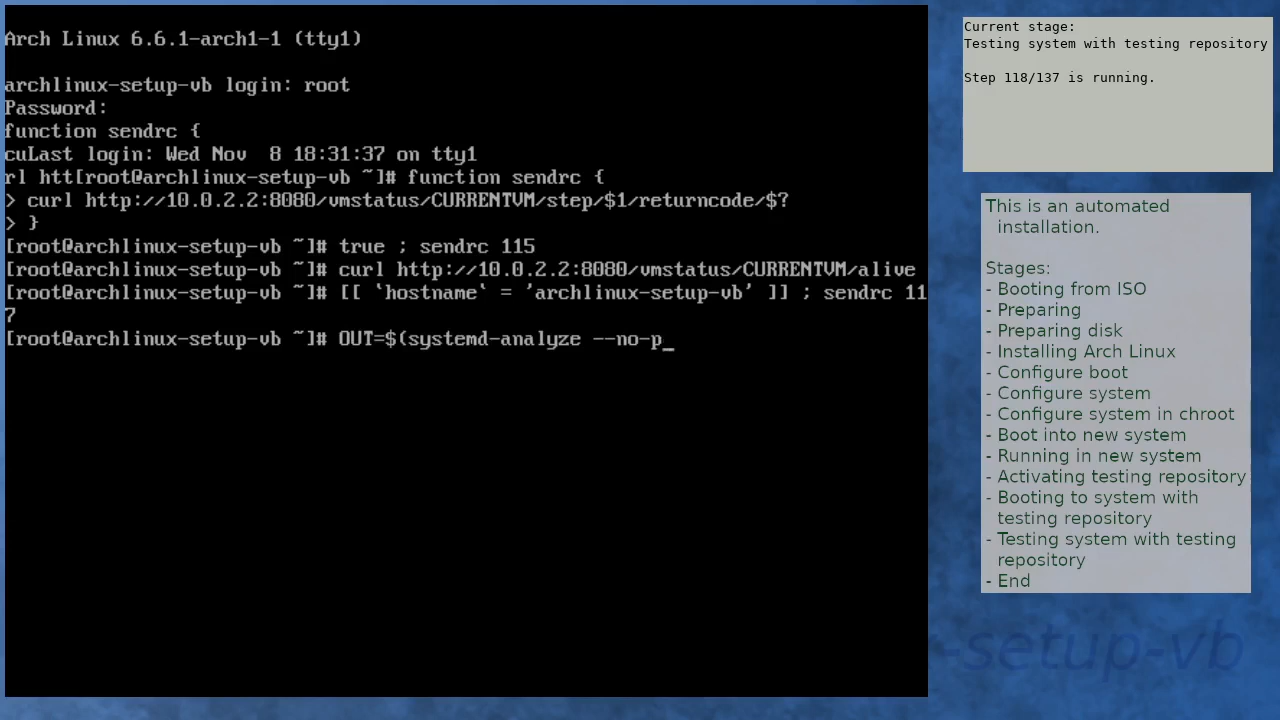 Arch Linux 6.6.1-arch1-1 (tty1)
archlinux-setup-vb login: root
Password:
function sendrc {
cuLast login: Wed Nov  8 18:31:37 on tty1
rl htt[root@archlinux-setup-vb ~]# function sendrc {
> curl http://10.0.2.2:8080/vmstatus/CURRENTVM/step/$1/returncode/$?
> }
[root@archlinux-setup-vb ~]# true ; sendrc 115
[root@archlinux-setup-vb ~]# curl http://10.0.2.2:8080/vmstatus/CURRENTVM/alive
[root@archlinux-setup-vb ~]# [[ `hostname` = 'archlinux-setup-vb' ]] ; sendrc 11
7
[root@archlinux-setup-vb ~]# OUT=$(systemd-analyze --no-p_
Current stage:
Testing system with testing repository
Step 118/137 is running.
This is an automated
installation.
Stages:
- Booting from ISO
- Preparing
- Preparing disk
- Installing Arch Linux
- Configure boot
- Configure system
- Configure system in chroot
- Boot into new system
- Running in new system
- Activating testing repository
- Booting to system with
testing repository
- Testing system with testing
repository
- End
-setup-vb